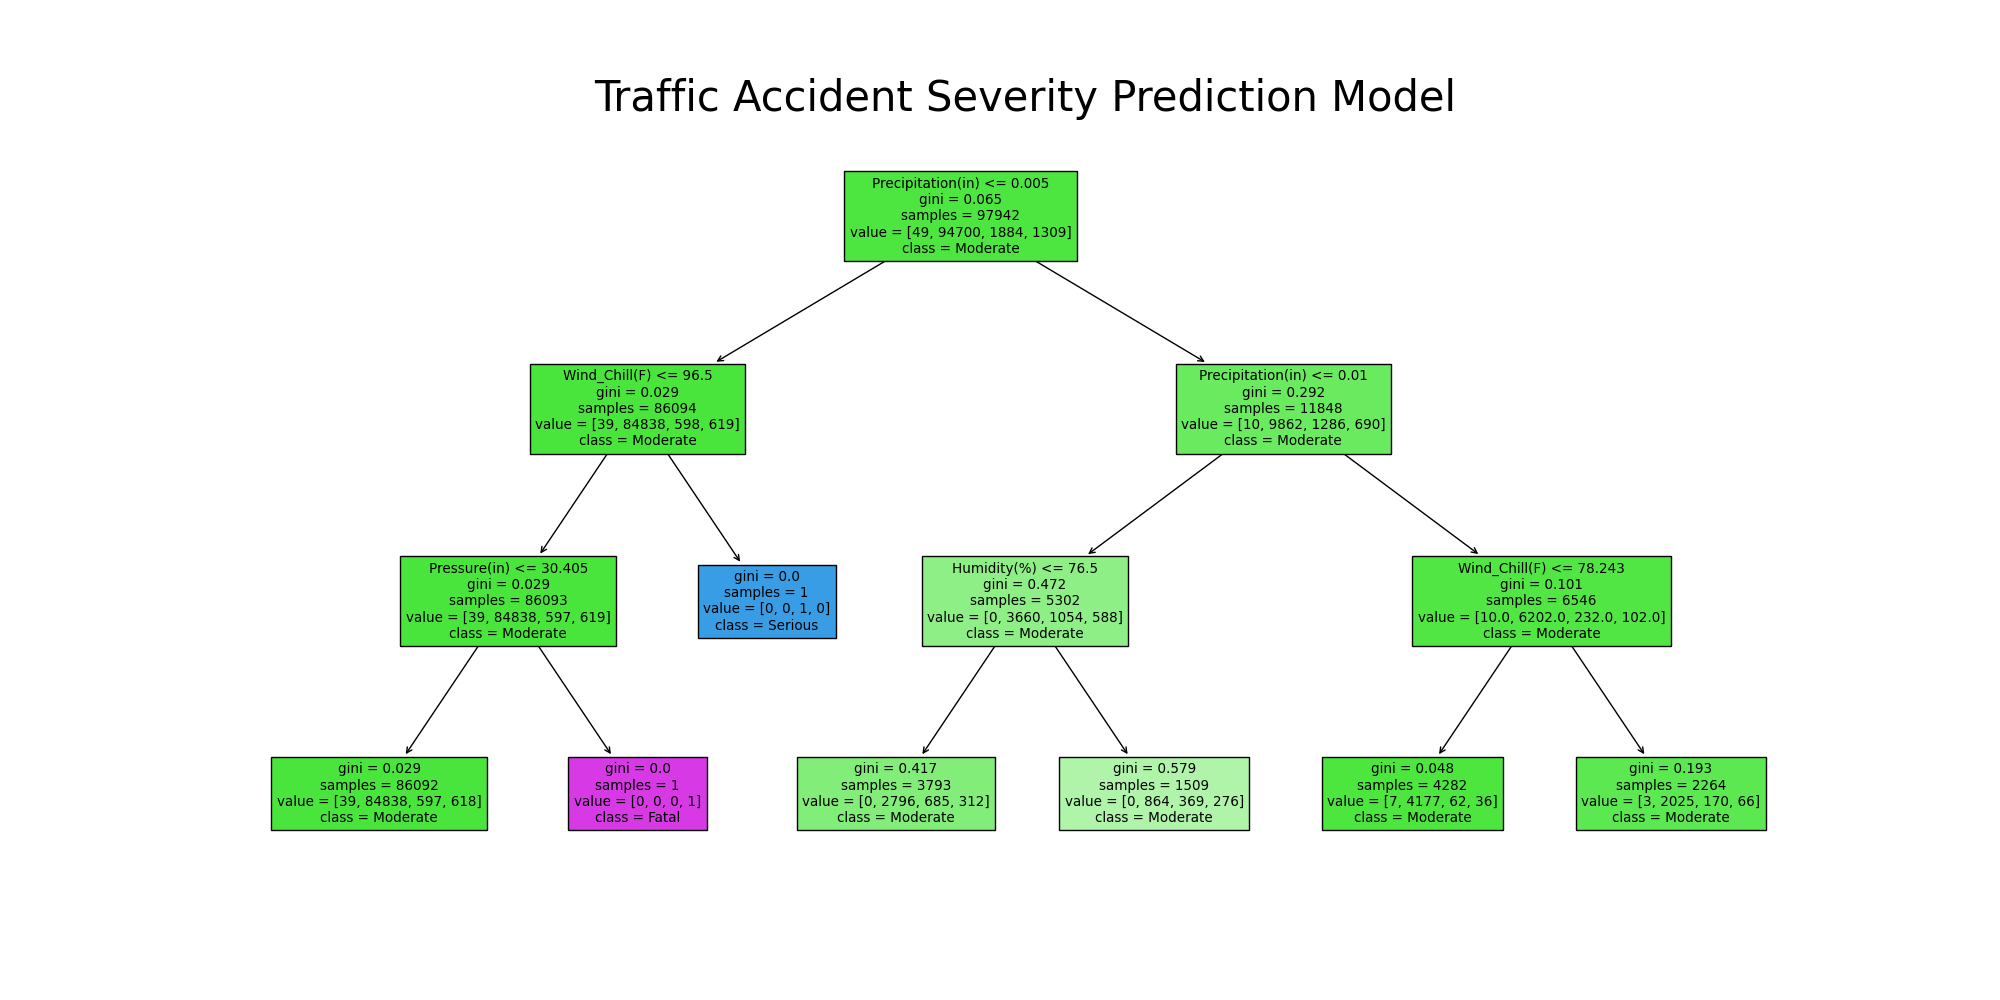 Traffic Accident Severity Prediction Model
Precipitation(in) <= 0.005
gini = 0.065
samples = 97942
value = [49, 94700, 1884, 1309]
class = Moderate
Wind_Chill(F) <= 96.5
gini = 0.029
samples = 86094
value = [39, 84838, 598, 619]
class = Moderate
Precipitation(in) <= 0.01
gini = 0.292
samples = 11848
value = [10, 9862, 1286, 690]
class = Moderate
Pressure(in) <= 30.405
gini = 0.029
samples = 86093
value = [39, 84838, 597, 619]
class = Moderate
gini = 0.0
samples = 1
value = [0, 0, 1, 0]
class = Serious
Humidity(%) <= 76.5
gini = 0.472
samples = 5302
value = [0, 3660, 1054, 588]
class = Moderate
Wind_Chill(F) <= 78.243
gini = 0.101
samples = 6546
value = [10.0, 6202.0, 232.0, 102.0]
class = Moderate
gini = 0.029
samples = 86092
value = [39, 84838, 597, 618]
class = Moderate
gini = 0.0
samples = 1
value = [0, 0, 0, 1]
class = Fatal
gini = 0.417
samples = 3793
value = [0, 2796, 685, 312]
class = Moderate
gini = 0.579
samples = 1509
value = [0, 864, 369, 276]
class = Moderate
gini = 0.048
samples = 4282
value = [7, 4177, 62, 36]
class = Moderate
gini = 0.193
samples = 2264
value = [3, 2025, 170, 66]
class = Moderate